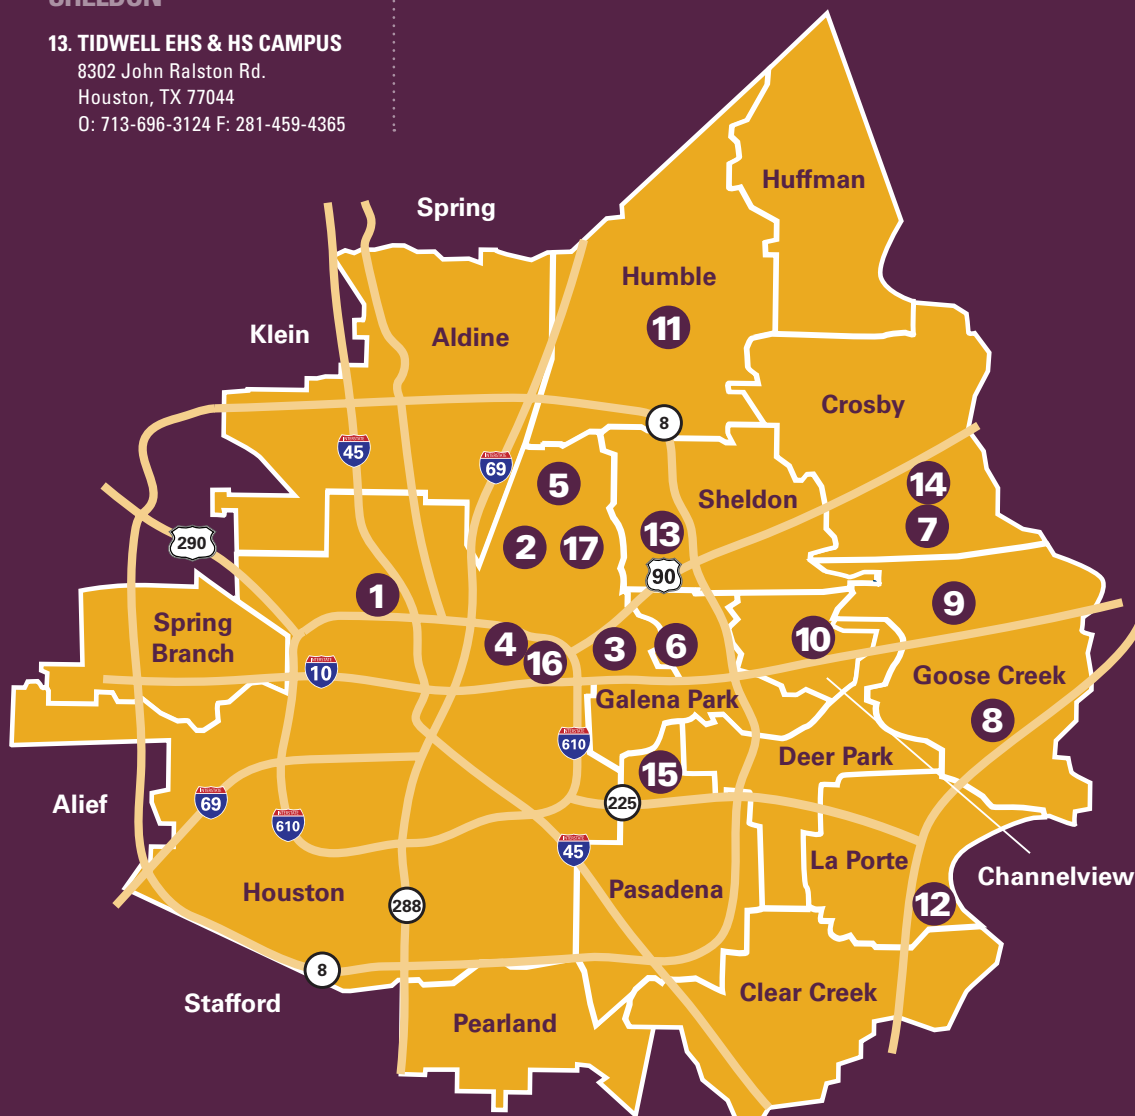 SHELDON
13. TIDWELL EHS & HS CAMPUS
8302 John Ralston Rd.
Houston, TX 77044
O: 713-696-3124 F: 281-459-4365
Huffman
Spring
Humble
11
Klein
Aldine
Crosby
8
45
69
5
Sheldon
14
7
13
2
17
290
90
1
9
Spring
Branch
4
16
3
6
10
10
Goose Creek
Galena Park
8
610
Deer Park
15
Alief
69
225
610
45
La Porte
Channelview
Houston
Pasadena
288
12
8
Stafford
Clear Creek
Pearland